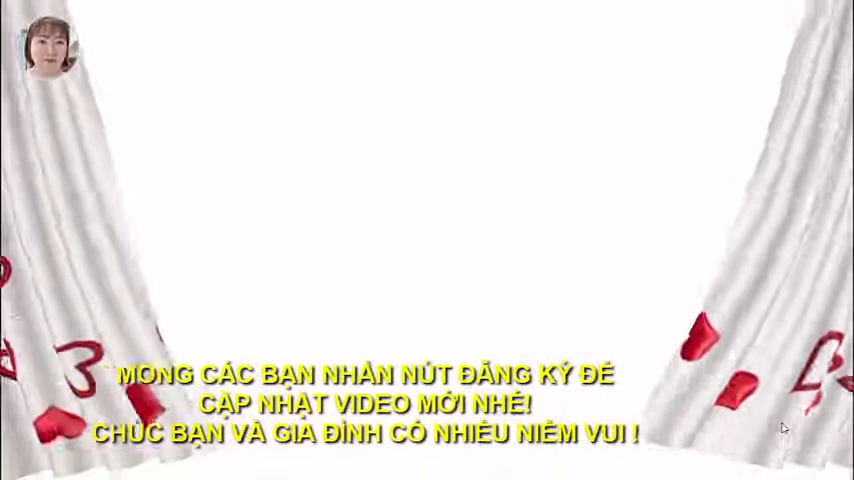 MONG CÁC BẠN NHẤN NÚT ĐĂNG KÝ ĐỂ
CẬP NHẬT VIDEO MỚI NHÉ!
CHÚC BẠN VÀ GIA ĐÌNH CÓ NHIỀU NIỀM VUI !